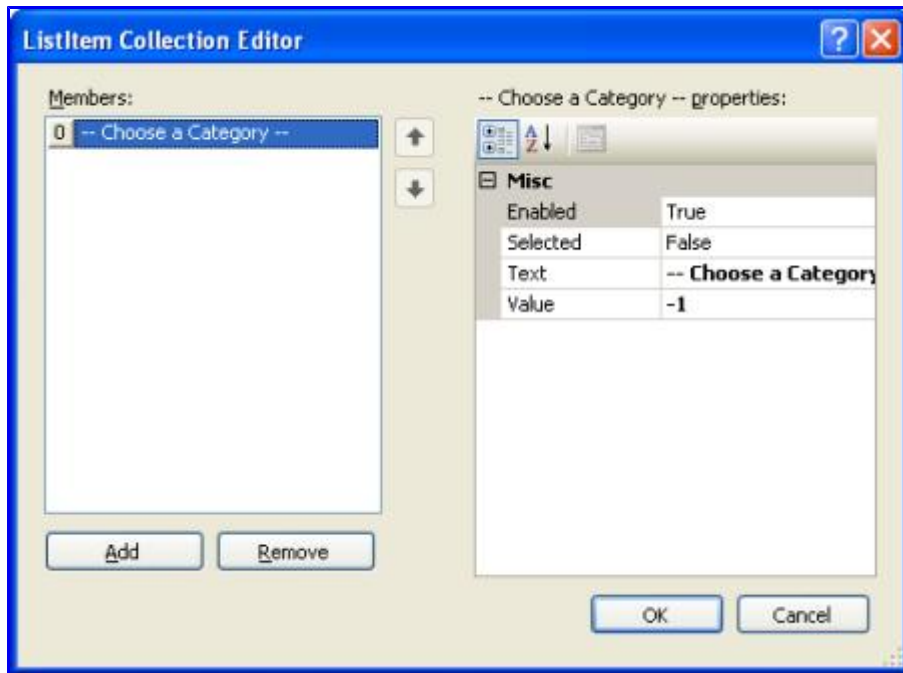 ListItem Collection Editor
?
Members:
0 -- Choose a Category --
Add
Remove
-- Choose a Category -- properties:
A
Z
Misc
Enabled True
Selected False
Text -- Choose a Category
Value -1
OK
Cancel